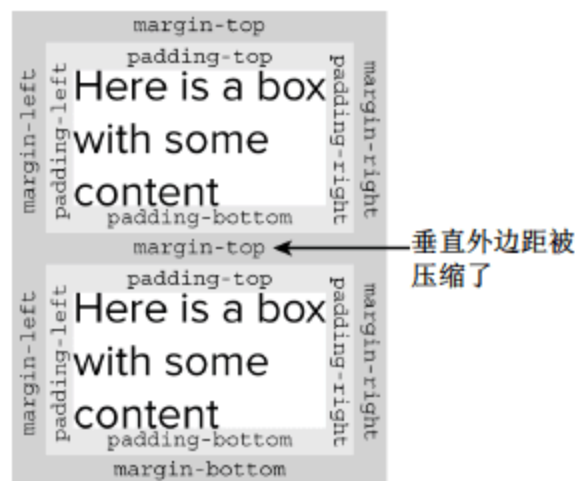 margin-top
padding-top
margin-left
padding-left
Here is a box
with some
content
padding-right
margin-right
padding-bottom
margin-top
垂直外边距被
压缩了
padding-top
margin-left
padding-left
Here is a box
with some
content
padding-right
margin-right
padding-bottom
margin-bottom